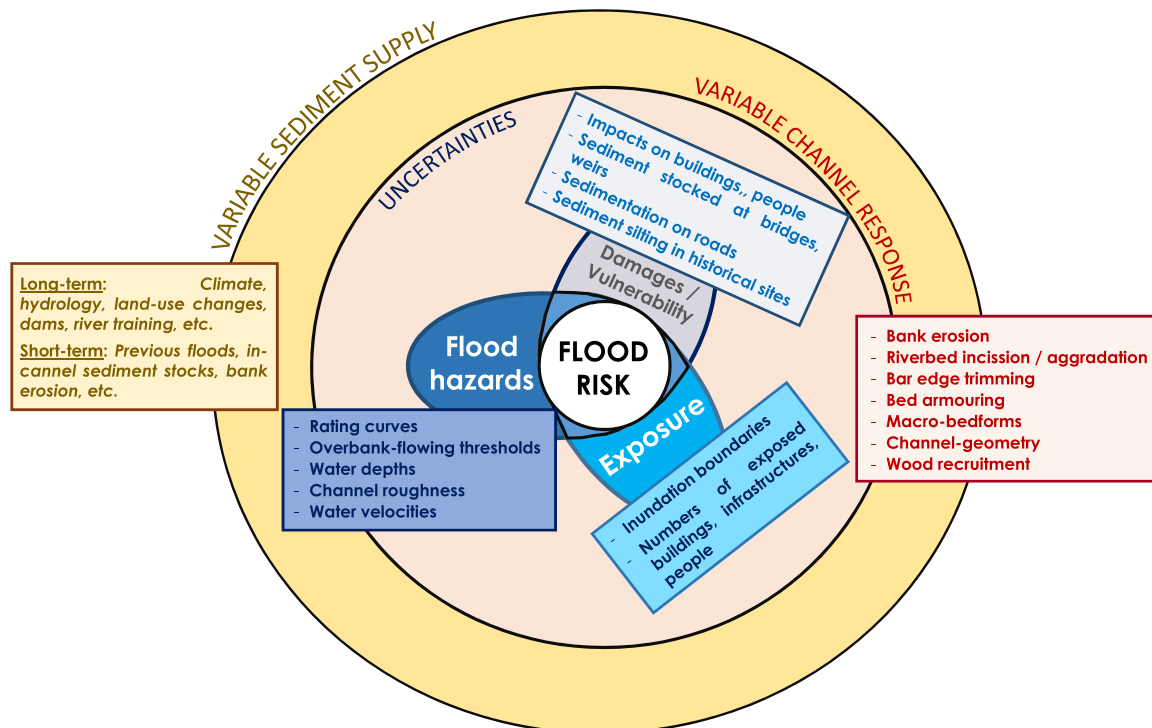 VARIABLE SEDIMENT SUPPLY
UNCERTAINTIES
VARIABLE CHANNEL RESPONSE
- Impacts on buildings,, people
- Sediment stocked at bridges,
weirs
- Sedimentation on roads
- Sediment silting in historical sites
Damages /
Vulnerability
Long-term: Climate,
hydrology, land-use changes,
dams, river training, etc.
Short-term: Previous floods, in-
cannel sediment stocks, bank
erosion, etc.
Flood
hazards
FLOOD
RISK
Exposure
- Bank erosion
- Riverbed incission / aggradation
- Bar edge trimming
- Bed armouring
- Macro-bedforms
- Channel-geometry
- Wood recruitment
- Rating curves
- Overbank-flowing thresholds
- Water depths
- Channel roughness
- Water velocities
- Inundation boundaries
- Numbers of exposed
buildings, infrastructures,
people